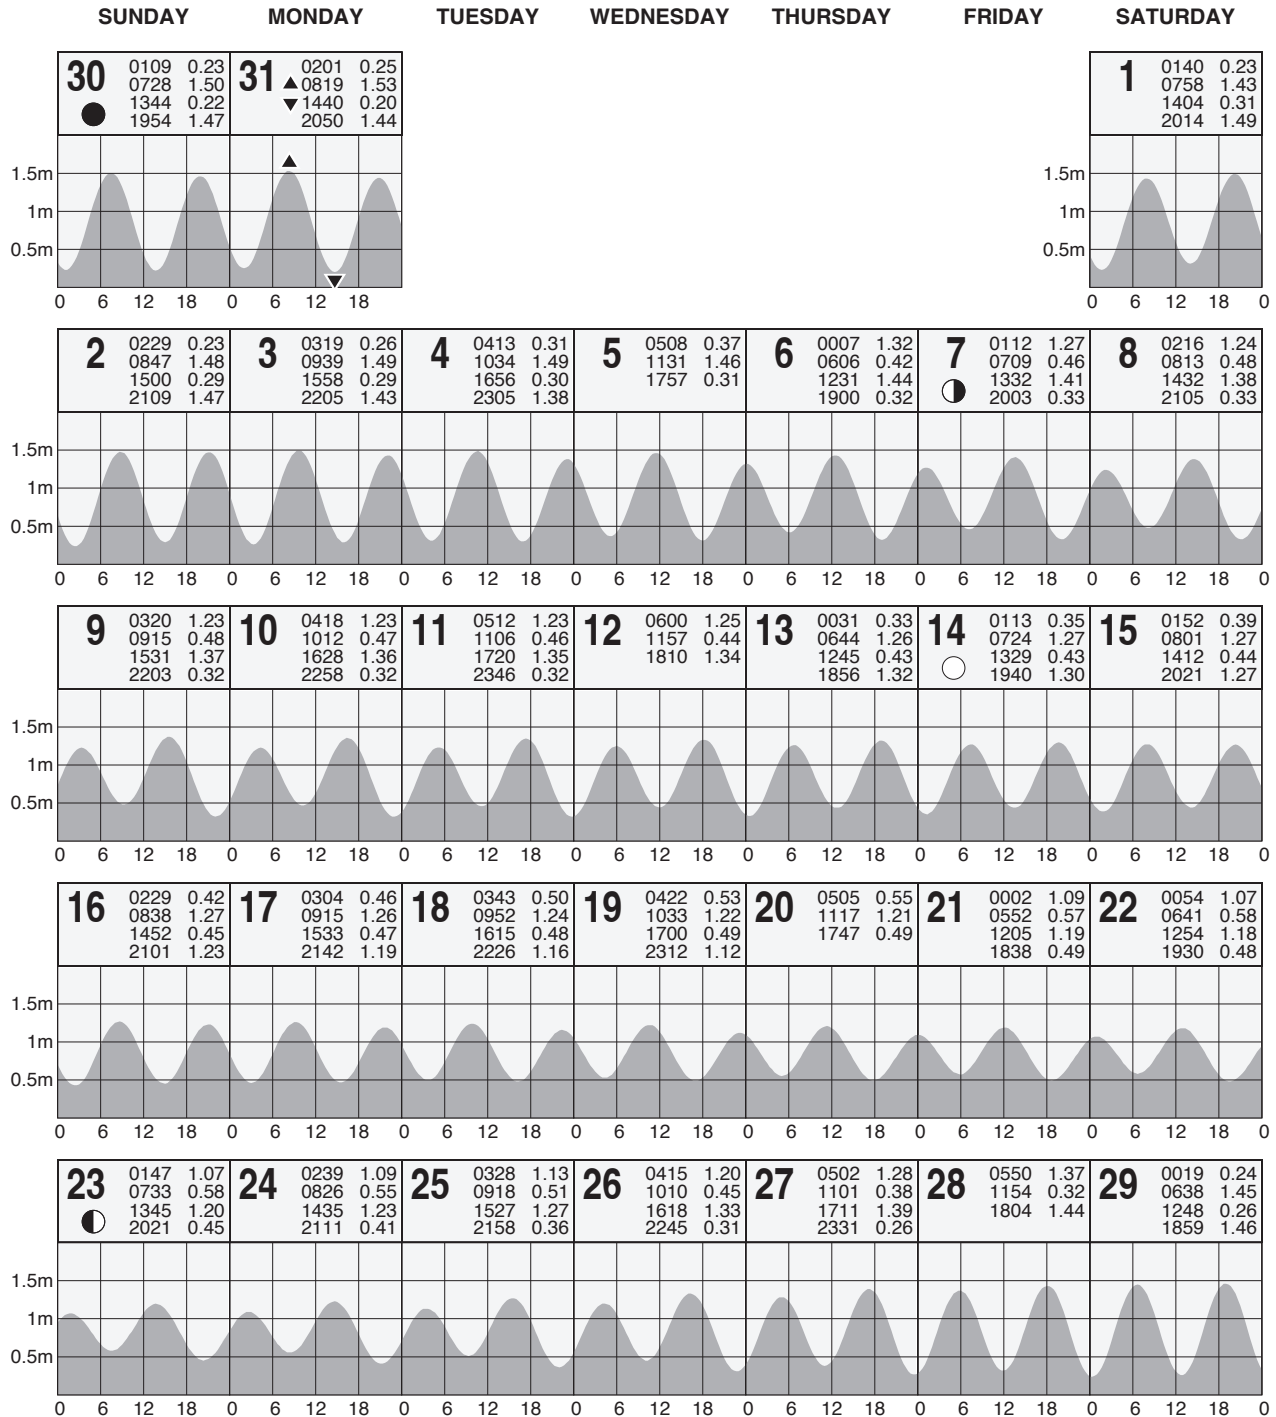 SUNDAY MONDAY TUESDAY WEDNESDAY THURSDAY FRIDAY SATURDAY
30 0109 0.23 31 0201 0.25 1 0140 0.23
0728 1.50 ▲0819 1.53 0758 1.43
1344 0.22 ▼1440 0.20 1404 0.31
1954 1.47 2050 1.44 2014 1.49
1.5m 1.5m
1m 1m
0.5m 0.5m
0 6 12 18 0 6 12 18 0 6 12 18 0
2 0229 0.23 3 0319 0.26 4 0413 0.31 5 0508 0.37 6 0007 1.32 7 0112 1.27 8 0216 1.24
0847 1.48 0939 1.49 1034 1.49 1131 1.46 0606 0.42 0709 0.46 0813 0.48
1500 0.29 1558 0.29 1656 0.30 1757 0.31 1231 1.44 1332 1.41 1432 1.38
2109 1.47 2205 1.43 2305 1.38 1900 0.32 2003 0.33 2105 0.33
1.5m
1m
0.5m
0 6 12 18 0 6 12 18 0 6 12 18 0 6 12 18 0 6 12 18 0 6 12 18 0 6 12 18 0
9 0320 1.23 10 0418 1.23 11 0512 1.23 12 0600 1.25 13 0031 0.33 14 0113 0.35 15 0152 0.39
0915 0.48 1012 0.47 1106 0.46 1157 0.44 0644 1.26 0724 1.27 0801 1.27
1531 1.37 1628 1.36 1720 1.35 1810 1.34 1245 0.43 1329 0.43 1412 0.44
2203 0.32 2258 0.32 2346 0.32 1856 1.32 1940 1.30 2021 1.27
1.5m
1m
0.5m
0 6 12 18 0 6 12 18 0 6 12 18 0 6 12 18 0 6 12 18 0 6 12 18 0 6 12 18 0
16 0229 0.42 17 0304 0.46 18 0343 0.50 19 0422 0.53 20 0505 0.55 21 0002 1.09 22 0054 1.07
0838 1.27 0915 1.26 0952 1.24 1033 1.22 1117 1.21 0552 0.57 0641 0.58
1452 0.45 1533 0.47 1615 0.48 1700 0.49 1747 0.49 1205 1.19 1254 1.18
2101 1.23 2142 1.19 2226 1.16 2312 1.12 1838 0.49 1930 0.48
1.5m
1m
0.5m
0 6 12 18 0 6 12 18 0 6 12 18 0 6 12 18 0 6 12 18 0 6 12 18 0 6 12 18 0
23 0147 1.07 24 0239 1.09 25 0328 1.13 26 0415 1.20 27 0502 1.28 28 0550 1.37 29 0019 0.24
0733 0.58 0826 0.55 0918 0.51 1010 0.45 1101 0.38 1154 0.32 0638 1.45
1345 1.20 1435 1.23 1527 1.27 1618 1.33 1711 1.39 1804 1.44 1248 0.26
2021 0.45 2111 0.41 2158 0.36 2245 0.31 2331 0.26 1859 1.46
1.5m
1m
0.5m
0 6 12 18 0 6 12 18 0 6 12 18 0 6 12 18 0 6 12 18 0 6 12 18 0 6 12 18 0